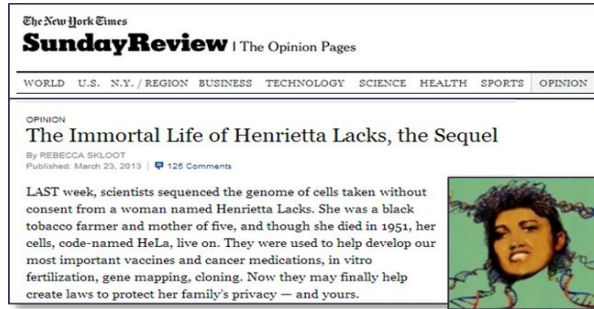 The New York Times
SundayReview | The Opinion Pages
WORLD U.S. N.Y. / REGION BUSINESS TECHNOLOGY SCIENCE HEALTH SPORTS OPINION
OPINION
The Immortal Life of Henrietta Lacks, the Sequel
By REBECCA SKLOOT
Published: March 23, 2013 | 125 Comments
LAST week, scientists sequenced the genome of cells taken without
consent from a woman named Henrietta Lacks. She was a black
tobacco farmer and mother of five, and though she died in 1951, her
cells, code-named HeLa, live on. They were used to help develop our
most important vaccines and cancer medications, in vitro
fertilization, gene mapping, cloning. Now they may finally help
create laws to protect her family's privacy — and yours.